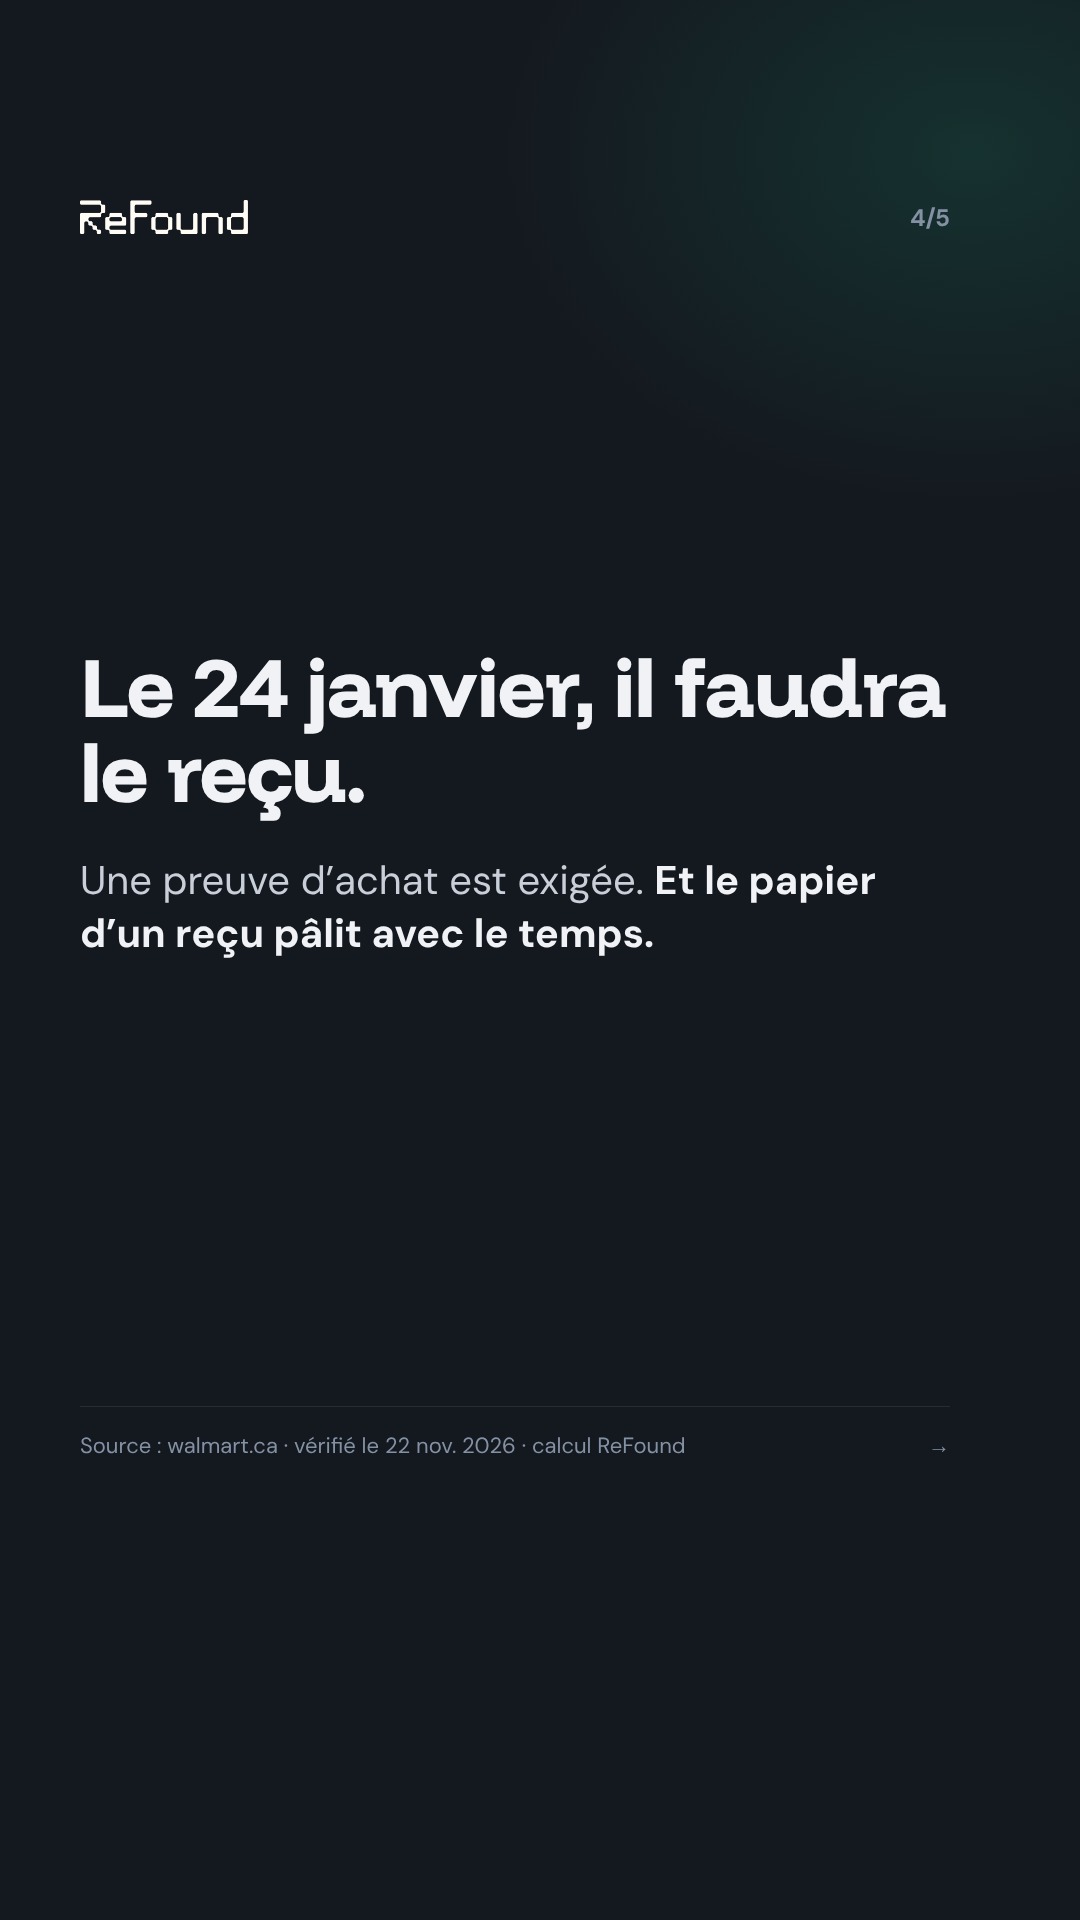 ReFound
4/5
Le 24 janvier, il faudra
le reçu.
Une preuve d’achat est exigée. Et le papier
d’un reçu pâlit avec le temps.
Source : walmart.ca · vérifié le 22 nov. 2026 · calcul ReFound
→